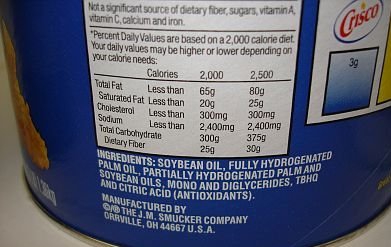 Not a significant source of dietary fiber, sugars, vitamin A,
vitamin C, calcium and iron.
*Percent Daily Values are based on a 2,000 calorie diet.
Your daily values may be higher or lower depending on
your calorie needs:
Calories 2,000 2,500
Total Fat Less than 65g 80g
Saturated Fat Less than 20g 25g
Cholesterol Less than 300mg 300mg
Sodium Less than 2,400mg 2,400mg
Total Carbohydrate 300g 375g
Dietary Fiber 25g 30g
INGREDIENTS: SOYBEAN OIL, FULLY HYDROGENATED
PALM OIL, PARTIALLY HYDROGENATED PALM AND
SOYBEAN OILS, MONO AND DIGLYCERIDES, TBHQ
AND CITRIC ACID (ANTIOXIDANTS).
MANUFACTURED BY
©/® THE J.M. SMUCKER COMPANY
ORRVILLE, OH 44667 U.S.A.
Crisco
3g